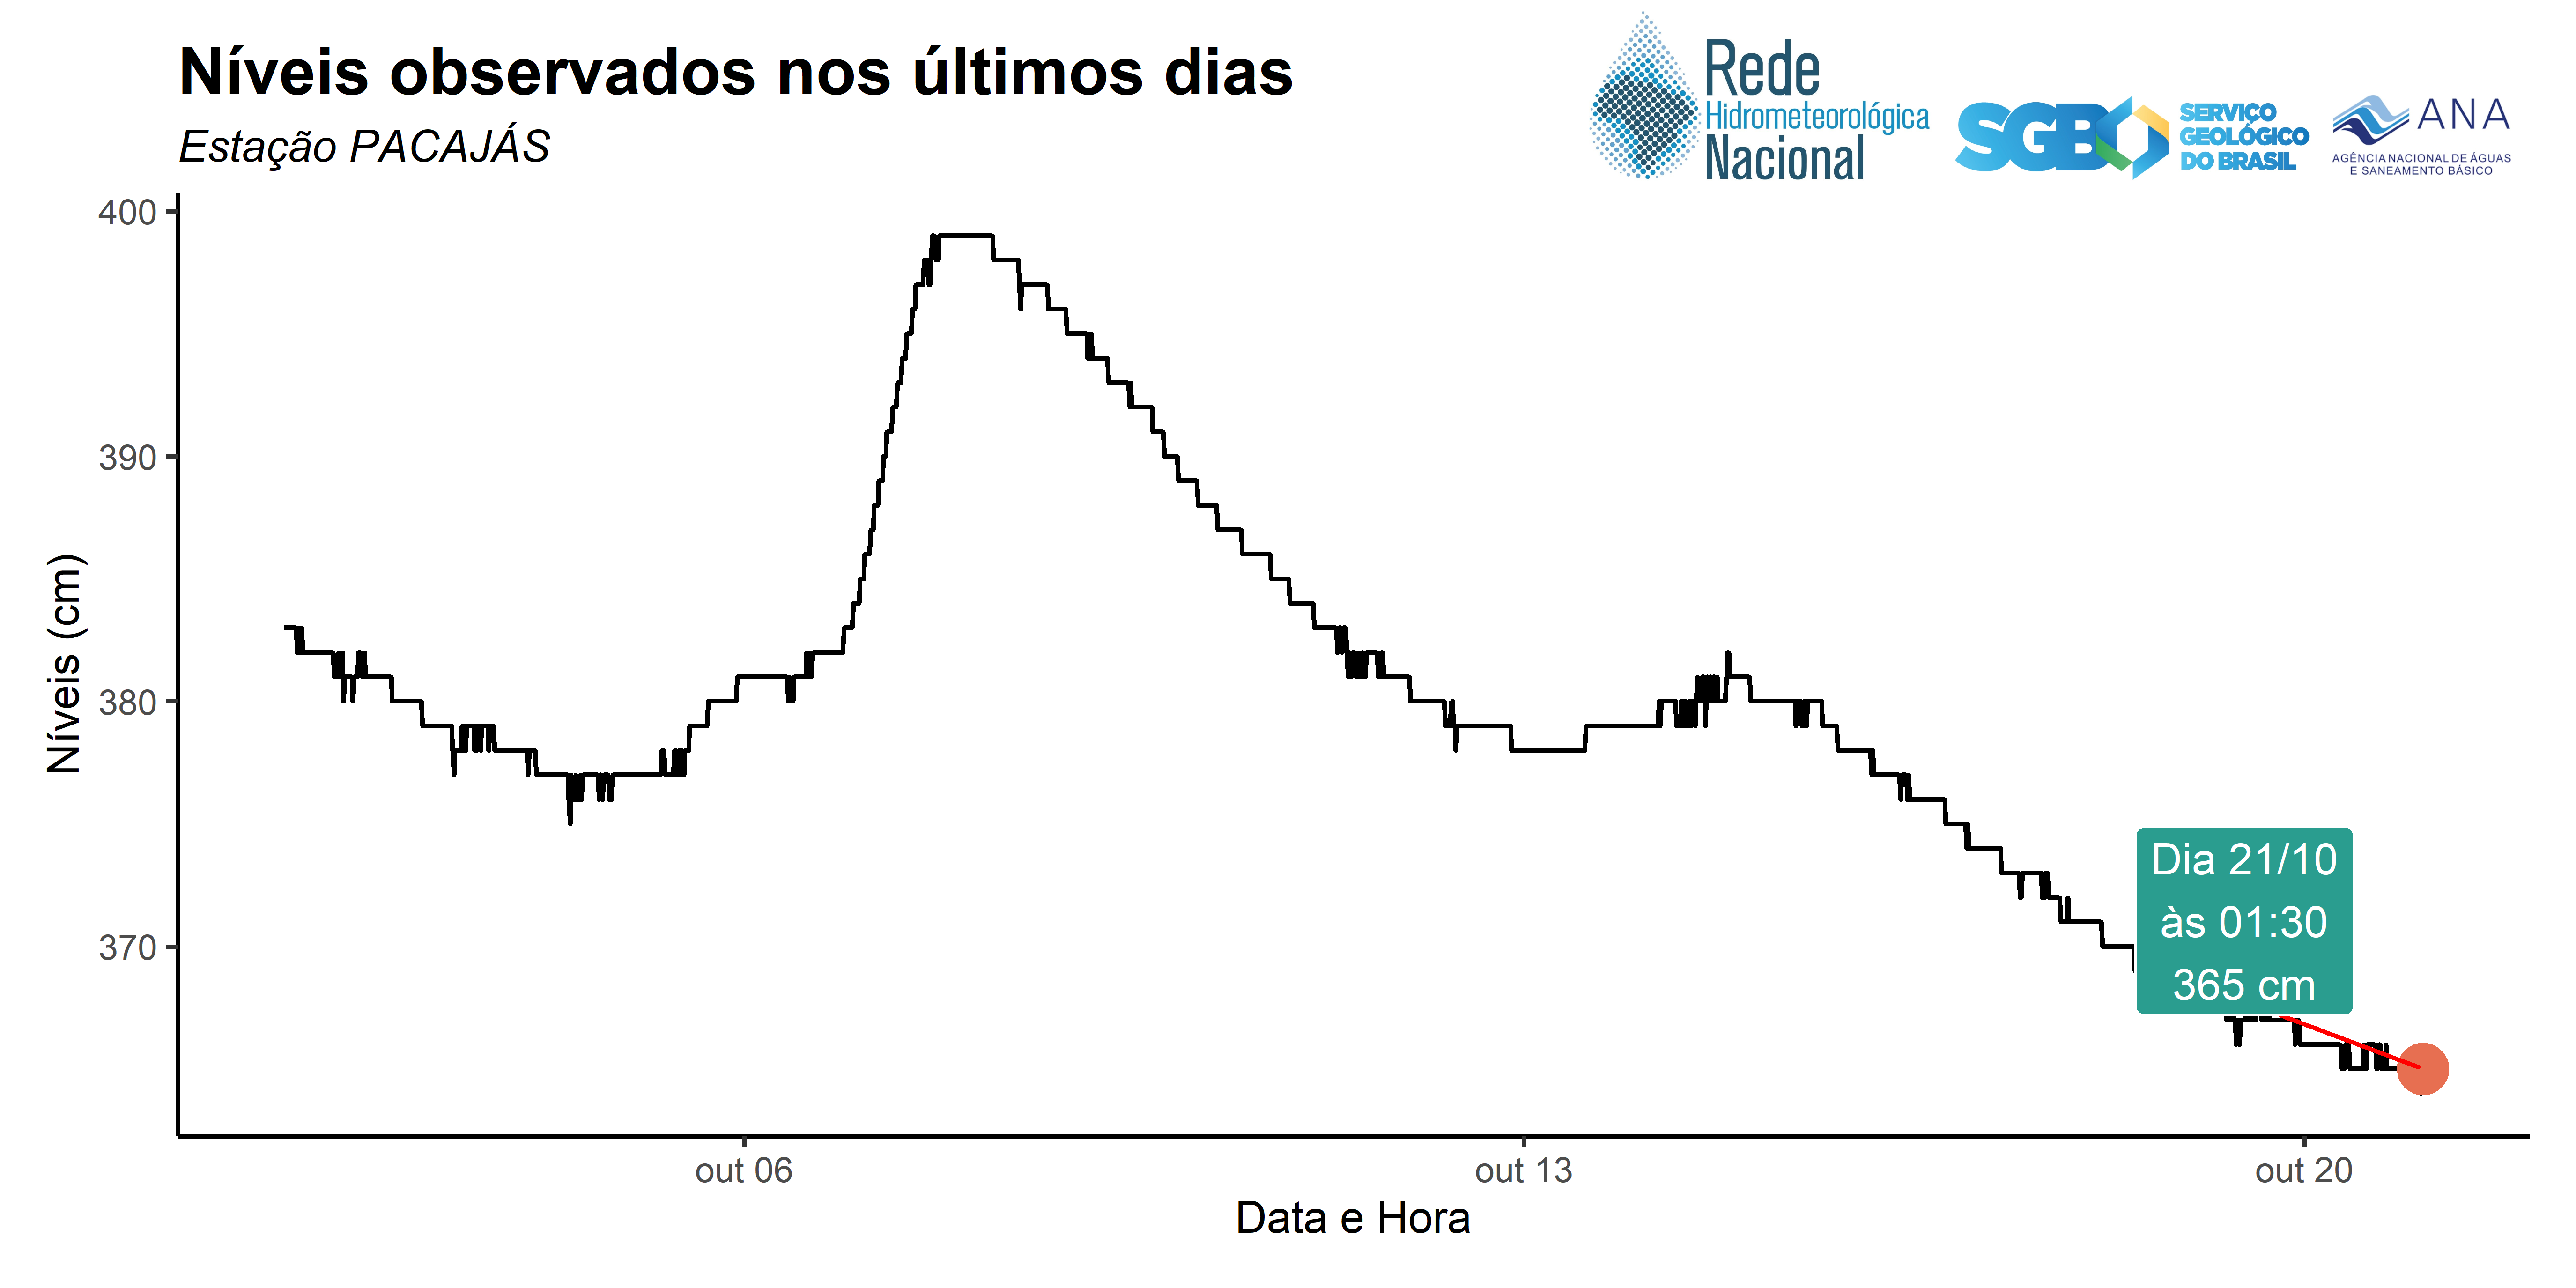 Níveis observados nos últimos dias
Estação PACAJÁS
Rede
Hidrometeorológica
Nacional
SGB
SERVIÇO
GEOLÓGICO
DO BRASIL
ANA
AGÊNCIA NACIONAL DE ÁGUAS
E SANEAMENTO BÁSICO
400
390
380
370
Níveis (cm)
Dia 21/10
às 01:30
365 cm
out 06
out 13
out 20
Data e Hora